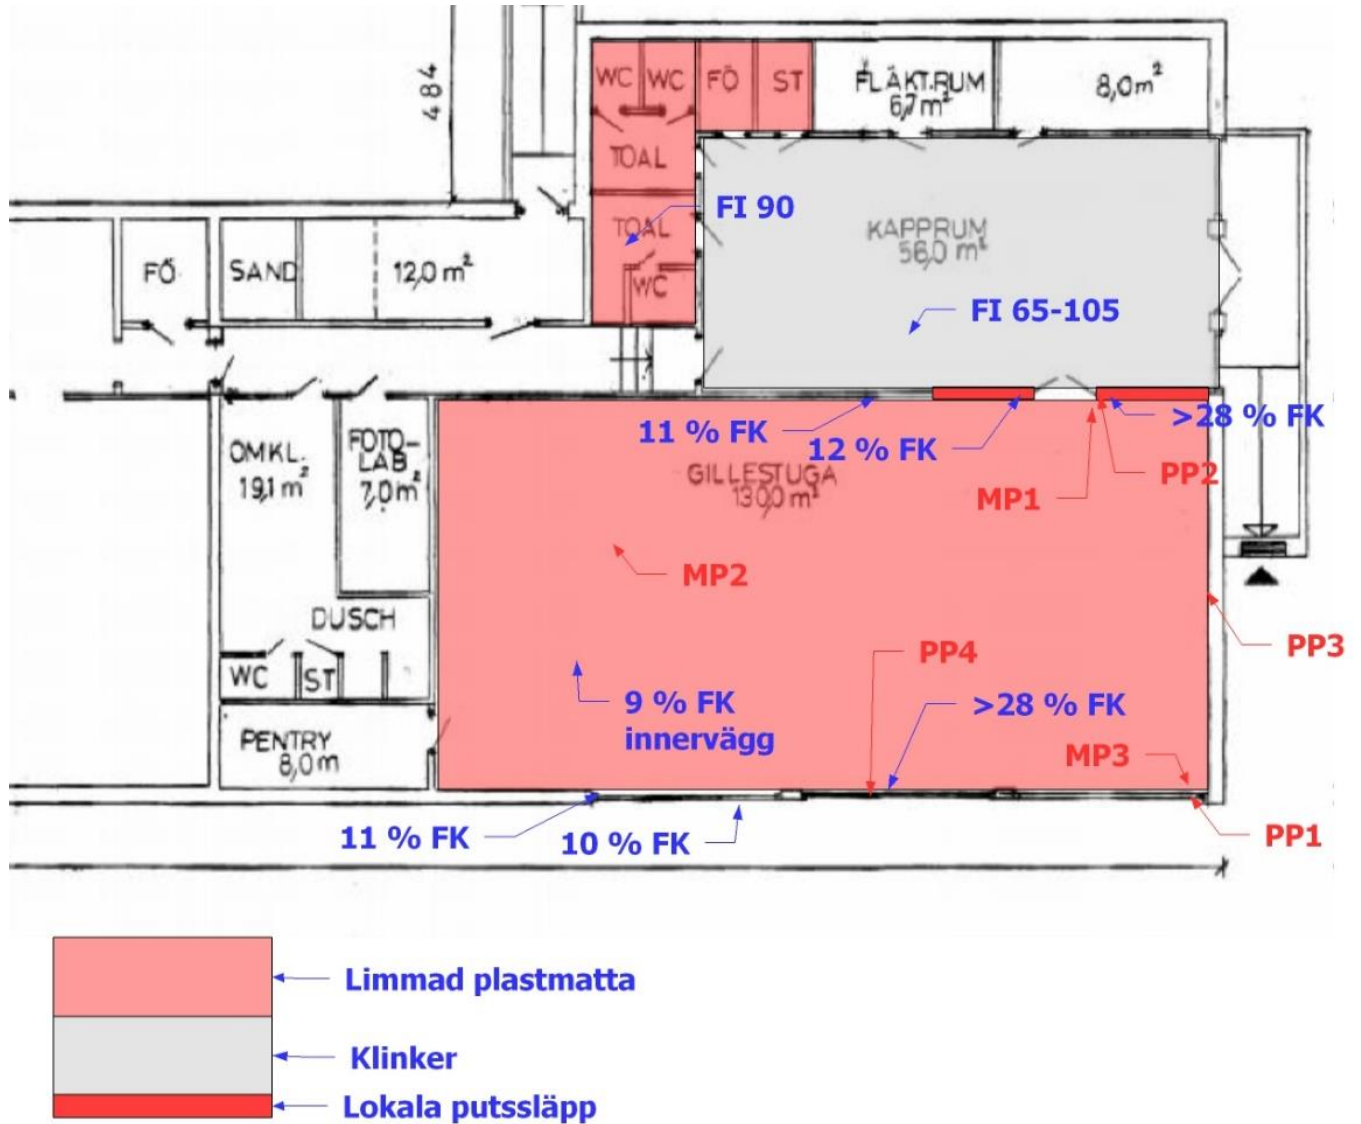 484
WC
WC
FÖ
ST
FLÄKT.RUM
6,7 m²
8,0 m²
TOAL
TOAL
FI 90
WC
KAPPRUM
56,0 m²
FÖ
SAND
12,0 m²
FI 65-105
11 % FK
12 % FK
>28 % FK
OMKL.
19,1 m²
FOTO-
LAB
7,0 m²
GILLESTUGA
130,0 m²
PP2
MP1
MP2
DUSCH
PP3
PP4
WC
ST
9 % FK
innervägg
>28 % FK
PENTRY
8,0 m
MP3
11 % FK
10 % FK
PP1
Limmad plastmatta
Klinker
Lokala putssläpp